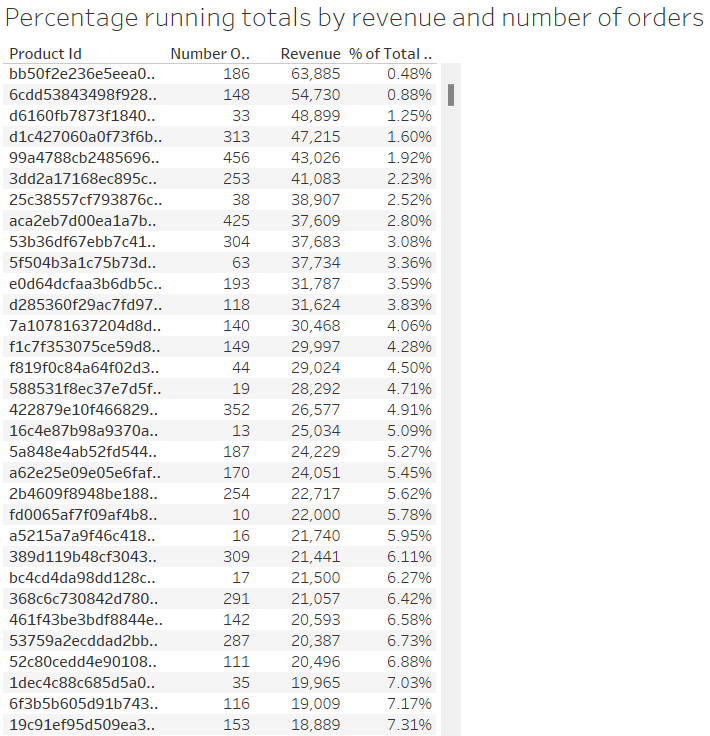 Percentage running totals by revenue and number of orders
Product Id Number O.. Revenue % of Total ..
bb50f2e236e5eea0.. 186 63,885 0.48%
6cdd53843498f928.. 148 54,730 0.88%
d6160fb7873f1840.. 33 48,899 1.25%
d1c427060a0f73f6b.. 313 47,215 1.60%
99a4788cb2485696.. 456 43,026 1.92%
3dd2a17168ec895c.. 253 41,083 2.23%
25c38557cf793876c.. 38 38,907 2.52%
aca2eb7d00ea1a7b.. 425 37,609 2.80%
53b36df67ebb7c41.. 304 37,683 3.08%
5f504b3a1c75b73d.. 63 37,734 3.36%
e0d64dcfaa3b6db5c.. 193 31,787 3.59%
d285360f29ac7fd97.. 118 31,624 3.83%
7a10781637204d8d.. 140 30,468 4.06%
f1c7f353075ce59d8.. 149 29,997 4.28%
f819f0c84a64f02d3.. 44 29,024 4.50%
588531f8ec37e7d5f.. 19 28,292 4.71%
422879e10f466829.. 352 26,577 4.91%
16c4e87b98a9370a.. 13 25,034 5.09%
5a848e4ab52fd544.. 187 24,229 5.27%
a62e25e09e05e6faf.. 170 24,051 5.45%
2b4609f8948be188.. 254 22,717 5.62%
fd0065af7f09af4b8.. 10 22,000 5.78%
a5215a7a9f46c418.. 16 21,740 5.95%
389d119b48cf3043.. 309 21,441 6.11%
bc4cd4da98dd128c.. 17 21,500 6.27%
368c6c730842d780.. 291 21,057 6.42%
461f43be3bdf8844e.. 142 20,593 6.58%
53759a2ecddad2bb.. 287 20,387 6.73%
52c80cedd4e90108.. 111 20,496 6.88%
1dec4c88c685d5a0.. 35 19,965 7.03%
6f3b5b605d91b743.. 116 19,009 7.17%
19c91ef95d509ea3.. 153 18,889 7.31%